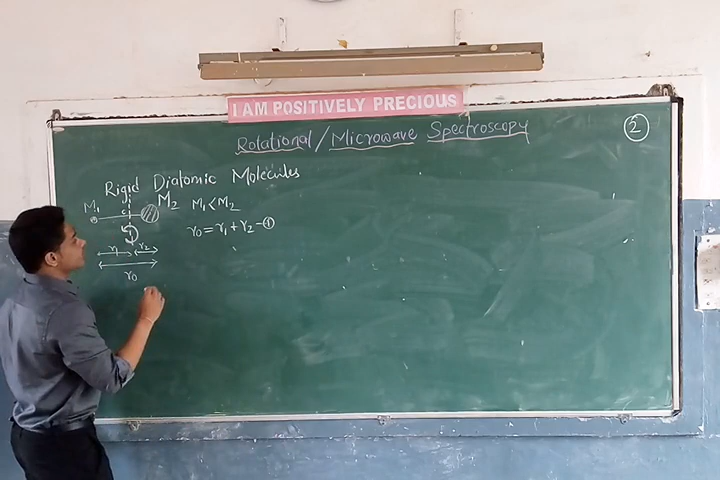 I AM POSITIVELY PRECIOUS
Rotational/Microwave Spectroscopy
2
Rigid Diatomic Molecules
M1 C M2 M1 < M2
r0 = r1 + r2 - 1
r1 r2
r0